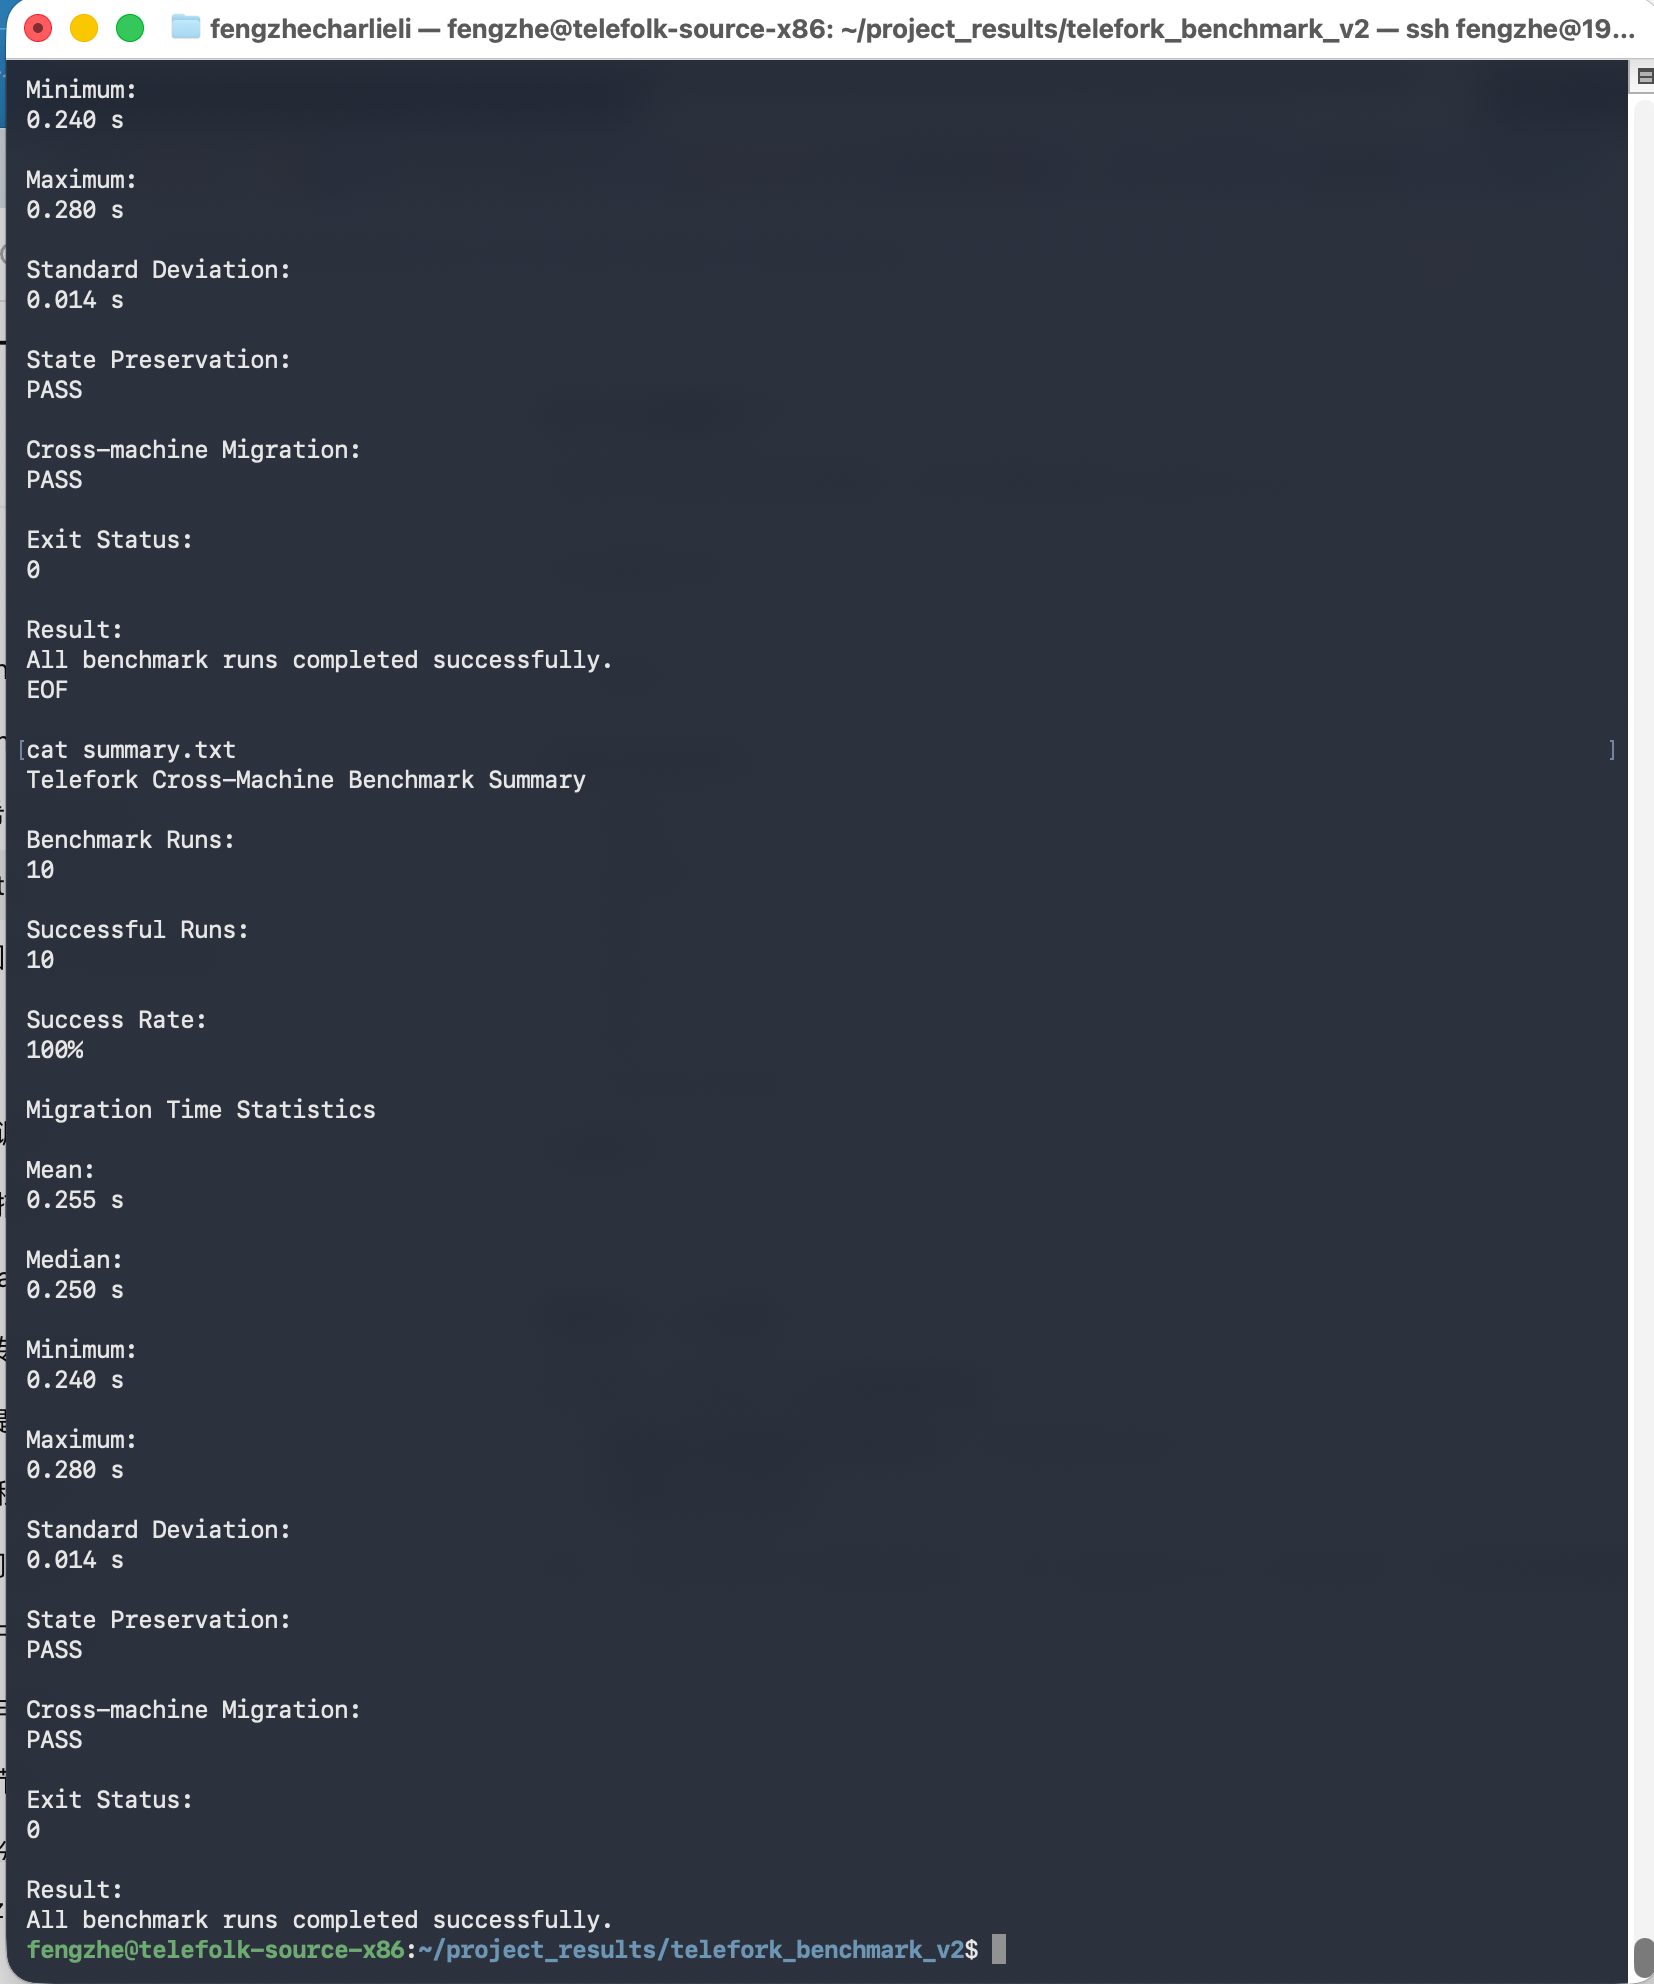 fengzhecharlieli — fengzhe@telefolk-source-x86: ~/project_results/telefork_benchmark_v2 — ssh fengzhe@19...
Minimum:
0.240 s
Maximum:
0.280 s
Standard Deviation:
0.014 s
State Preservation:
PASS
Cross-machine Migration:
PASS
Exit Status:
0
Result:
All benchmark runs completed successfully.
EOF
[cat summary.txt ]
Telefork Cross-Machine Benchmark Summary
Benchmark Runs:
10
Successful Runs:
10
Success Rate:
100%
Migration Time Statistics
Mean:
0.255 s
Median:
0.250 s
Minimum:
0.240 s
Maximum:
0.280 s
Standard Deviation:
0.014 s
State Preservation:
PASS
Cross-machine Migration:
PASS
Exit Status:
0
Result:
All benchmark runs completed successfully.
fengzhe@telefolk-source-x86:~/project_results/telefork_benchmark_v2$